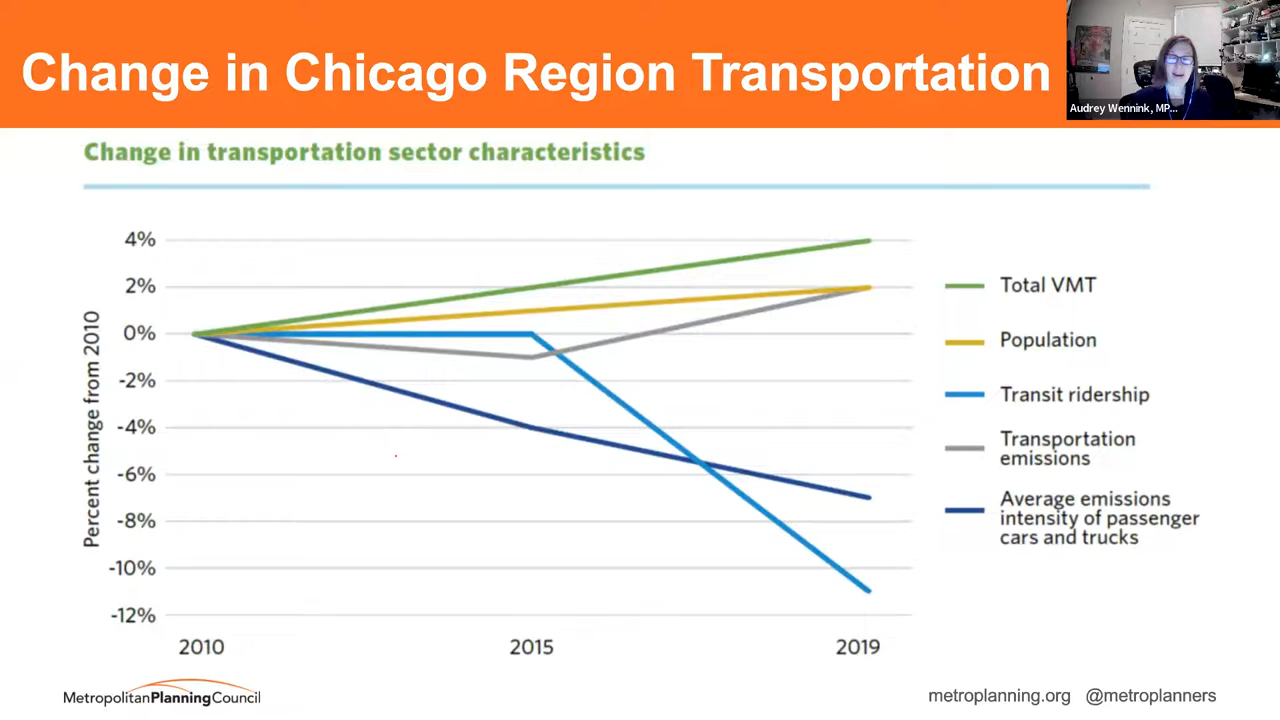 Change in Chicago Region Transportation
Audrey Wennink, MP...
Change in transportation sector characteristics
Percent change from 2010
4%
2%
0%
-2%
-4%
-6%
-8%
-10%
-12%
2010
2015
2019
Total VMT
Population
Transit ridership
Transportation
emissions
Average emissions
intensity of passenger
cars and trucks
MetropolitanPlanningCouncil
metroplanning.org @metroplanners